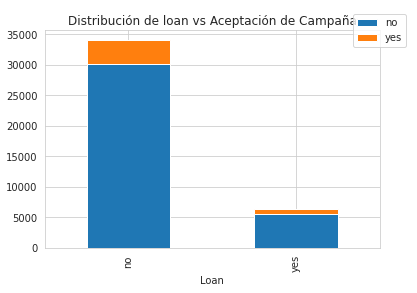 Distribución de loan vs Aceptación de Campaña
no
yes
35000
30000
25000
20000
15000
10000
5000
0
no
yes
Loan